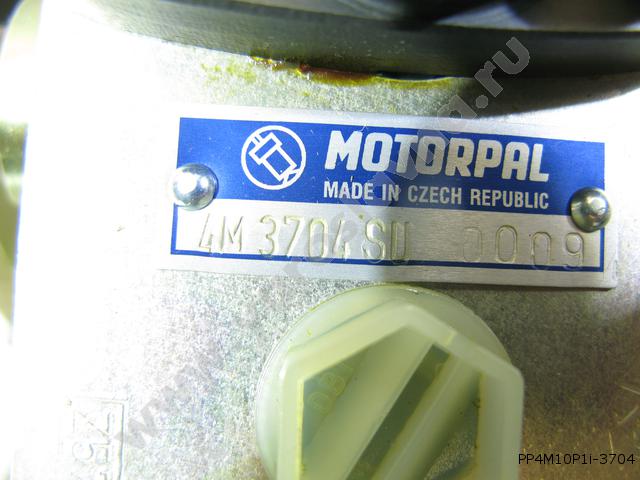 MOTORPAL
MADE IN CZECH REPUBLIC
4M 3704 SU 0009
PP4M10P1i-3704